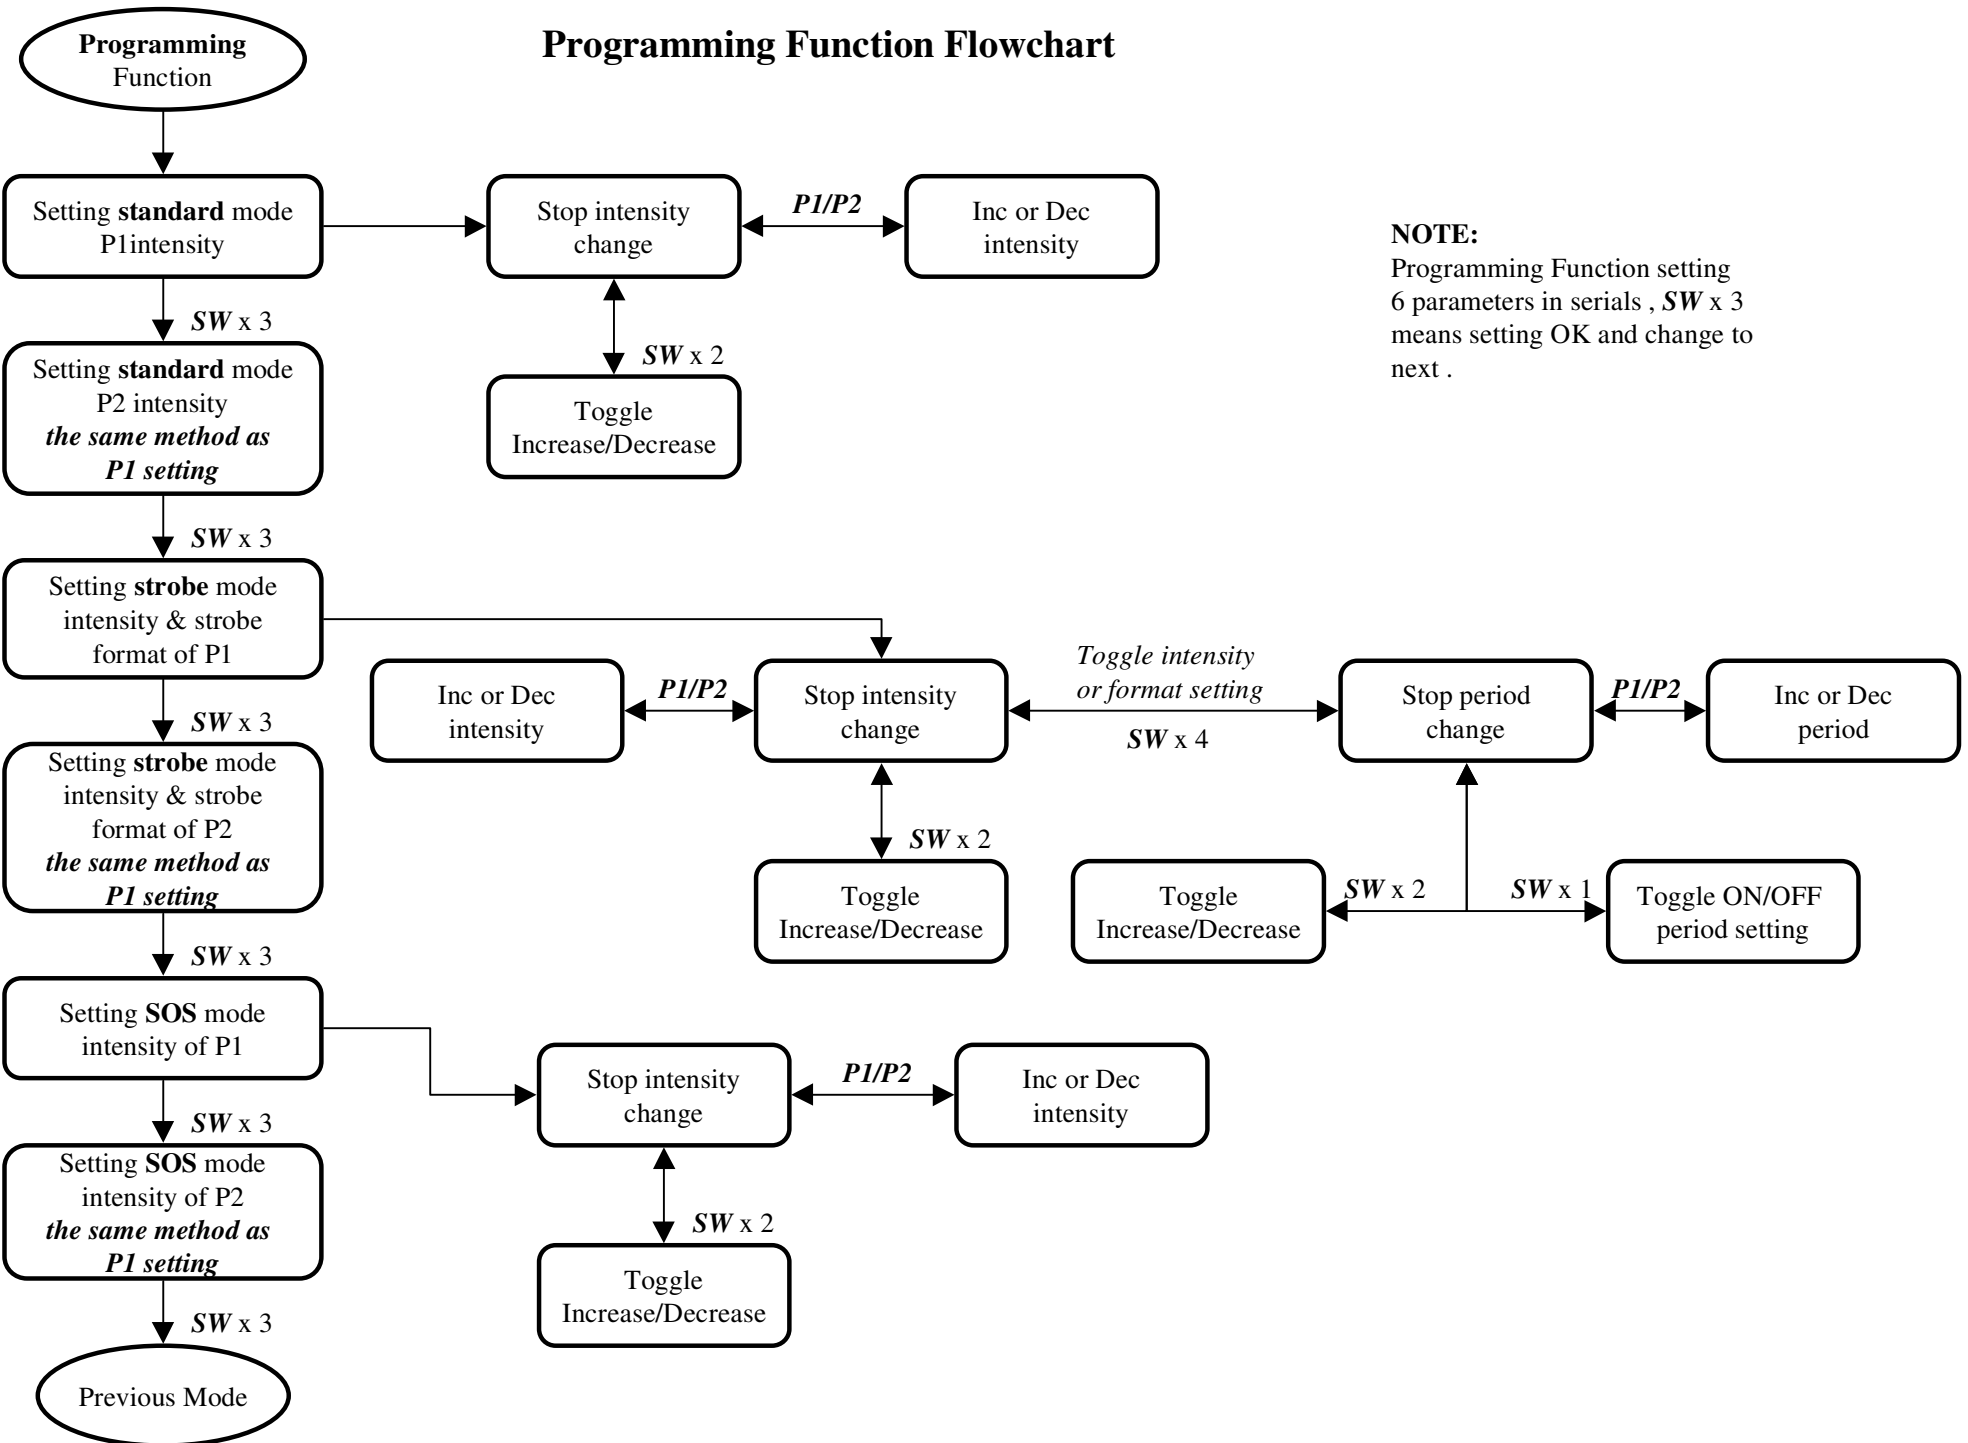 Programming Function Flowchart
Programming
Function
Setting standard mode
P1intensity
Stop intensity
change
P1/P2
Inc or Dec
intensity
SW x 2
Toggle
Increase/Decrease
NOTE:
Programming Function setting
6 parameters in serials , SW x 3
means setting OK and change to
next .
SW x 3
Setting standard mode
P2 intensity
the same method as
P1 setting
SW x 3
Setting strobe mode
intensity & strobe
format of P1
Inc or Dec
intensity
P1/P2
Stop intensity
change
Toggle intensity
or format setting
SW x 4
Stop period
change
P1/P2
Inc or Dec
period
SW x 2
Toggle
Increase/Decrease
Toggle
Increase/Decrease
SW x 2
SW x 1
Toggle ON/OFF
period setting
SW x 3
Setting strobe mode
intensity & strobe
format of P2
the same method as
P1 setting
SW x 3
Setting SOS mode
intensity of P1
Stop intensity
change
P1/P2
Inc or Dec
intensity
SW x 2
Toggle
Increase/Decrease
SW x 3
Setting SOS mode
intensity of P2
the same method as
P1 setting
SW x 3
Previous Mode